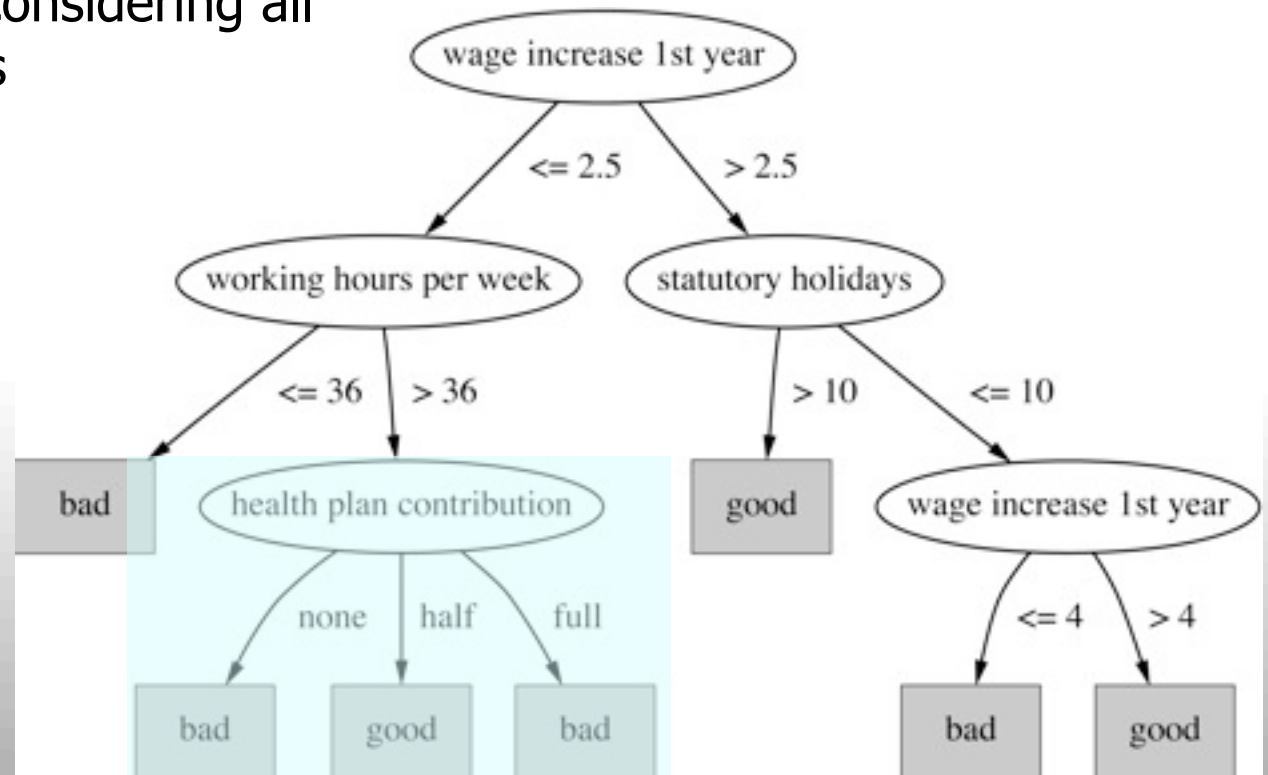 considering all
s
wage increase 1st year
<= 2.5
> 2.5
working hours per week
statutory holidays
<= 36
> 36
> 10
<= 10
bad
health plan contribution
good
wage increase 1st year
none
half
full
<= 4
> 4
bad
good
bad
bad
good